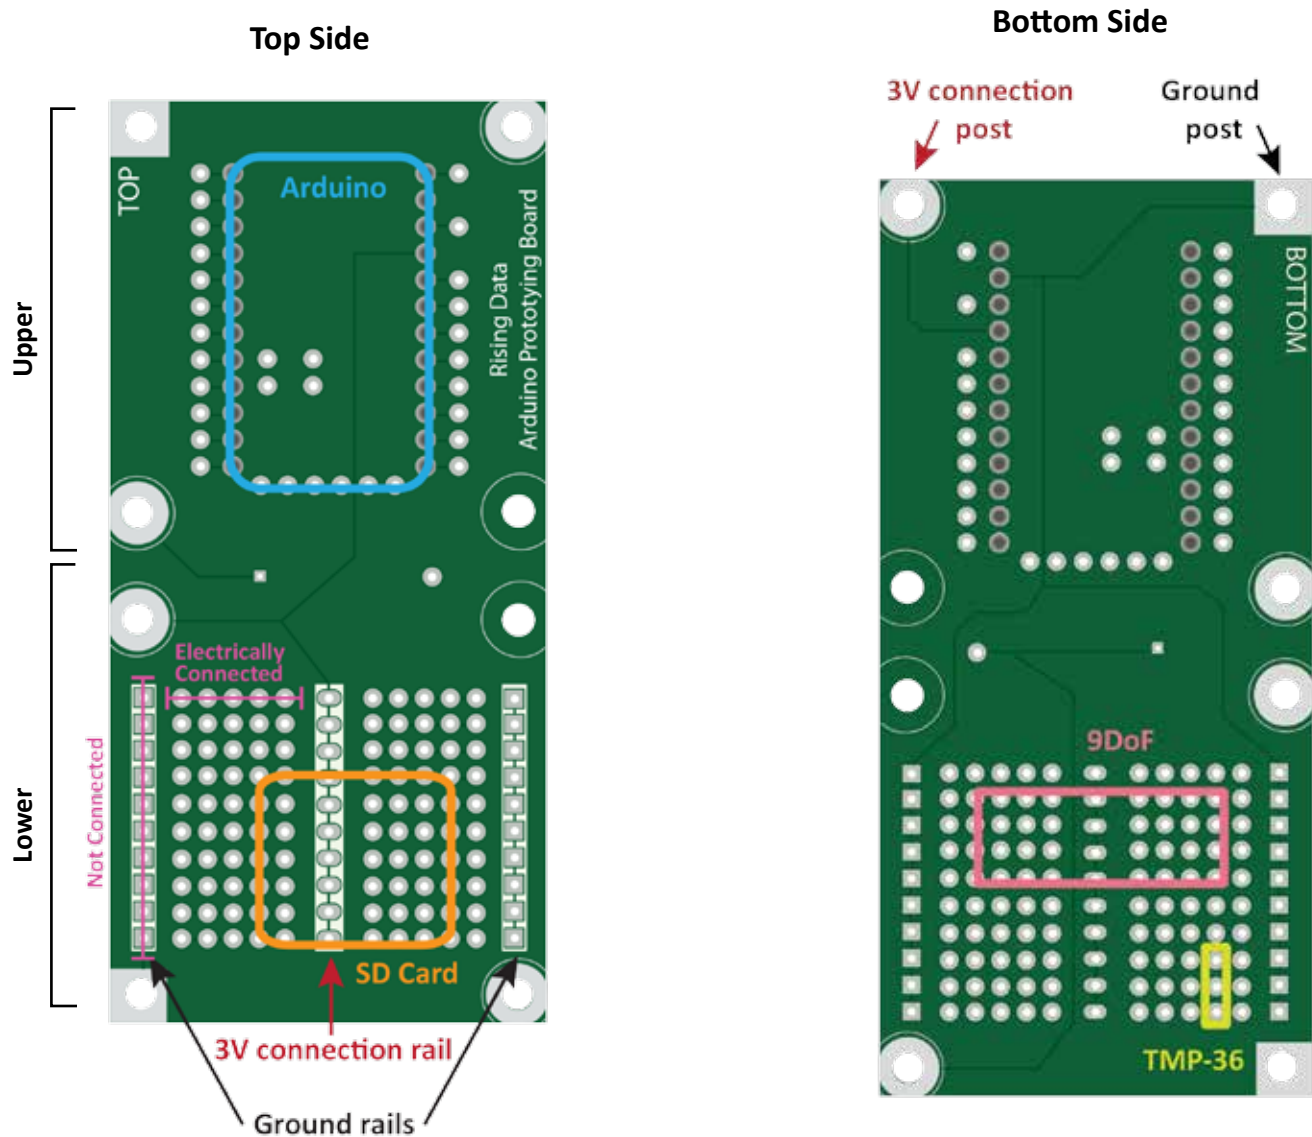 Top Side
Bottom Side
3V connection
post
Ground
post
Upper
Lower
TOP
Arduino
Rising Data
Arduino Prototying Board
BOTTOM
Electrically
Connected
Not Connected
9DoF
SD Card
TMP-36
3V connection rail
Ground rails